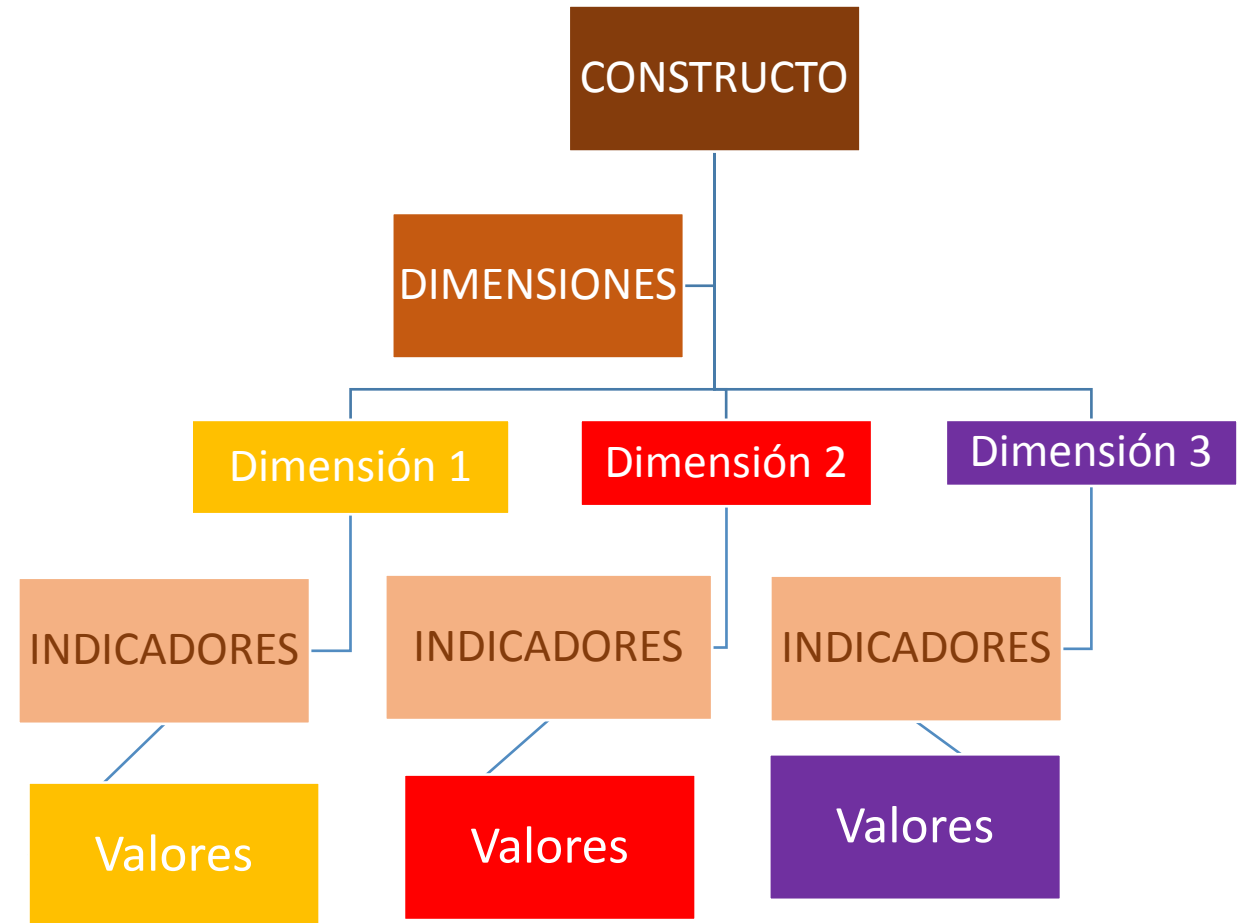 CONSTRUCTO
DIMENSIONES
Dimensión 1
Dimensión 2
Dimensión 3
INDICADORES
INDICADORES
INDICADORES
Valores
Valores
Valores